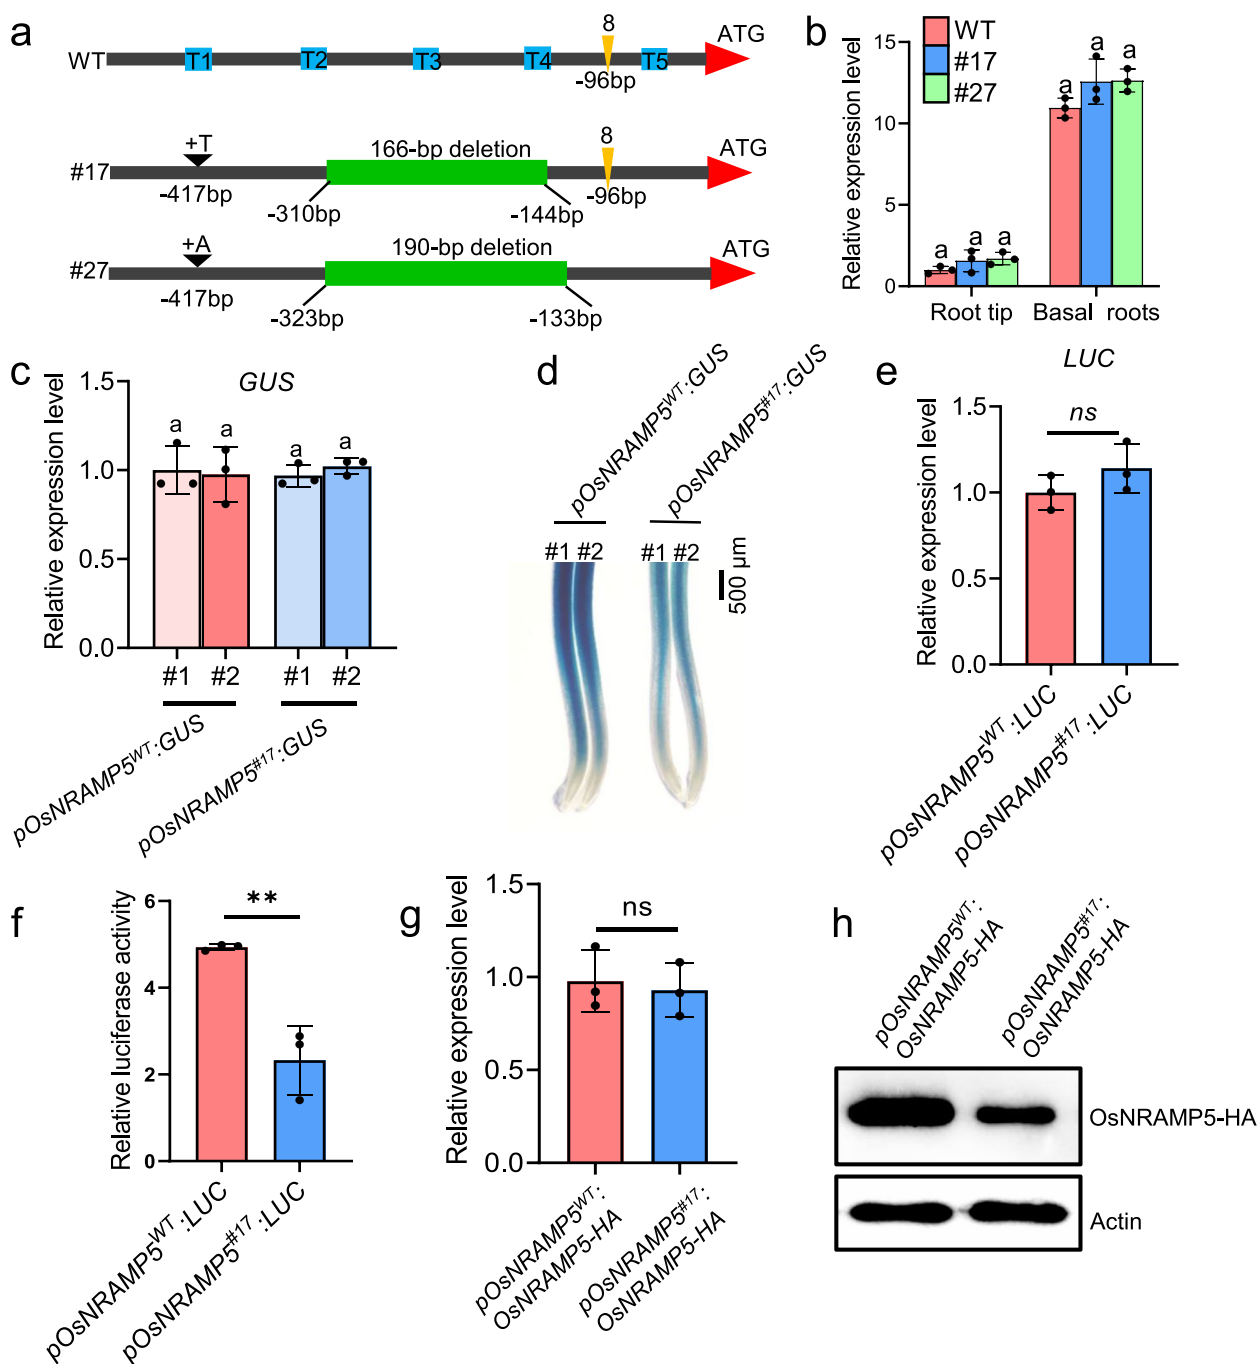 a
WT
T1
T2
T3
T4
8
-96bp
T5
ATG
#17
+T
-417bp
166-bp deletion
-310bp
-144bp
8
-96bp
ATG
#27
+A
-417bp
190-bp deletion
-323bp
-133bp
ATG
b
WT
#17
#27
Relative expression level
15
10
5
0
a
a
a
a
a
a
Root tip
Basal roots
c
GUS
Relative expression level
1.5
1.0
0.5
0.0
a
a
a
a
#1
#2
#1
#2
pOsNRAMP5WT:GUS
pOsNRAMP5#17:GUS
d
pOsNRAMP5WT:GUS
pOsNRAMP5#17:GUS
#1 #2
#1 #2
500 µm
e
LUC
Relative expression level
1.5
1.0
0.5
0.0
ns
pOsNRAMP5WT:LUC
pOsNRAMP5#17:LUC
f
Relative luciferase activity
6
4
2
0
**
pOsNRAMP5WT:LUC
pOsNRAMP5#17:LUC
g
Relative expression level
1.5
1.0
0.5
0.0
ns
pOsNRAMP5WT:
OsNRAMP5-HA
pOsNRAMP5#17:
OsNRAMP5-HA
h
pOsNRAMP5WT:
OsNRAMP5-HA
pOsNRAMP5#17:
OsNRAMP5-HA
OsNRAMP5-HA
Actin